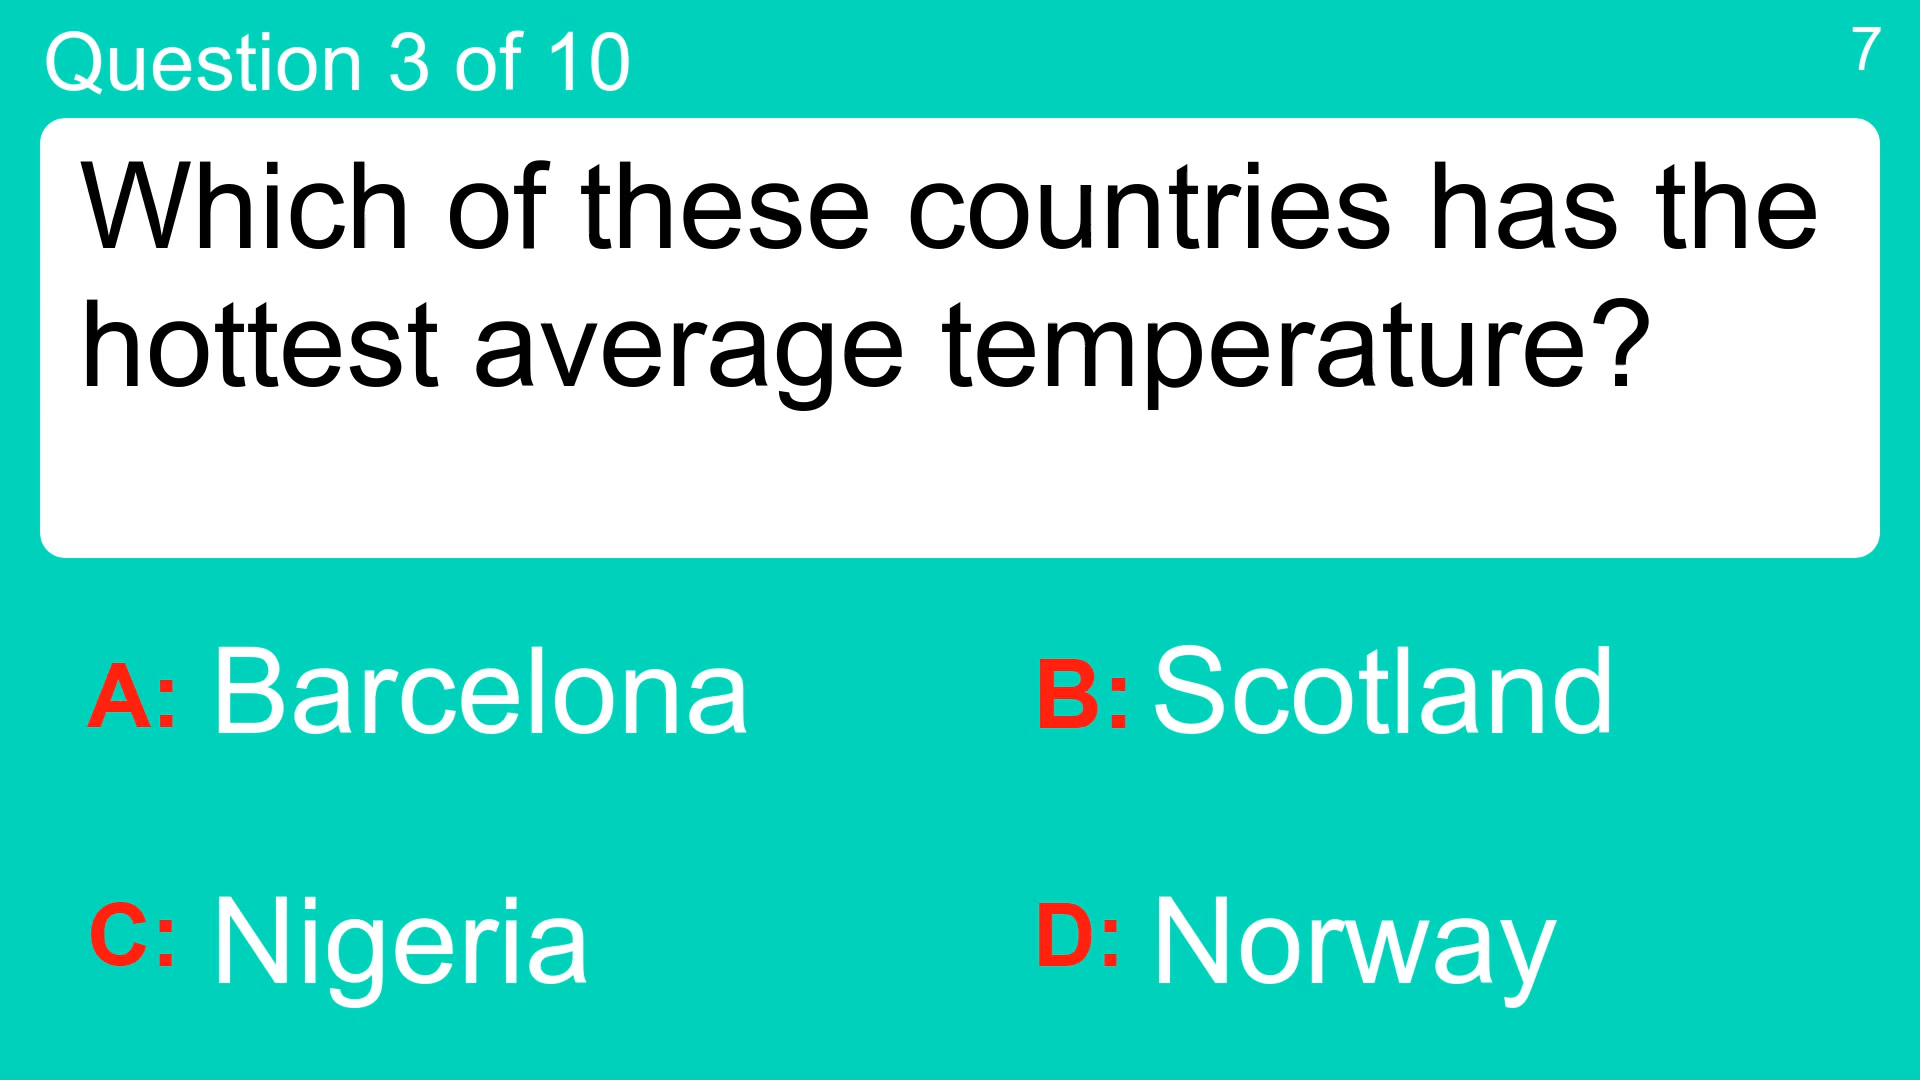 Question 3 of 10
7
Which of these countries has the
hottest average temperature?
A: Barcelona
B: Scotland
C: Nigeria
D: Norway